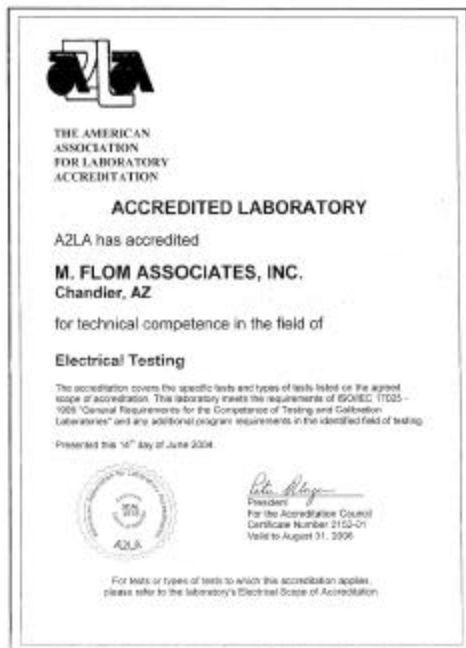 A2LA
THE AMERICAN
ASSOCIATION
FOR LABORATORY
ACCREDITATION
ACCREDITED LABORATORY
A2LA has accredited
M. FLOM ASSOCIATES, INC.
Chandler, AZ
for technical competence in the field of
Electrical Testing
The accreditation covers the specific tests and types of tests listed on the agreed
scope of accreditation. This laboratory meets the requirements of ISO/IEC 17025 -
1999 "General Requirements for the Competence of Testing and Calibration
Laboratories" and any additional program requirements in the identified field of testing.
Presented this day of June 2004.
SEAL
A2LA
President
For the Accreditation Council
Certificate Number 2152-01
Valid to August 31, 2006
For tests or types of tests to which this accreditation applies,
please refer to the laboratory's Electrical Scope of Accreditation